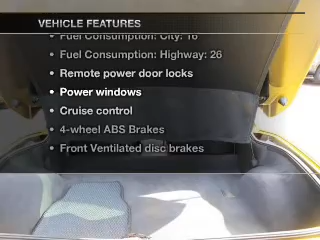 VEHICLE FEATURES
• Fuel Consumption: City: 16
• Fuel Consumption: Highway: 26
• Remote power door locks
• Power windows
• Cruise control
• 4-wheel ABS Brakes
• Front Ventilated disc brakes